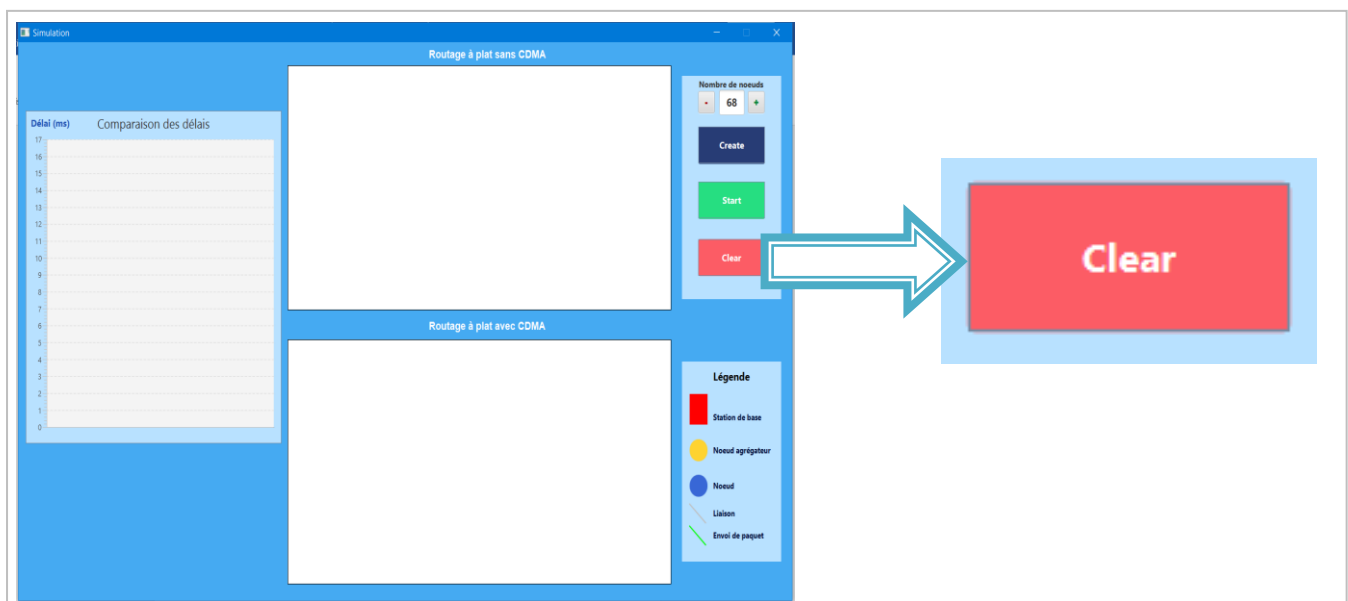 Simulation
Routage à plat sans CDMA
Nombre de noeuds
- 68 +
Délai (ms) Comparaison des délais
17
16
15
14
13
12
11
10
9
8
7
6
5
4
3
2
1
0
Create
Start
Clear
Clear
Routage à plat avec CDMA
Légende
Station de base
Noeud agrégateur
Noeud
Liaison
Envoi de paquet